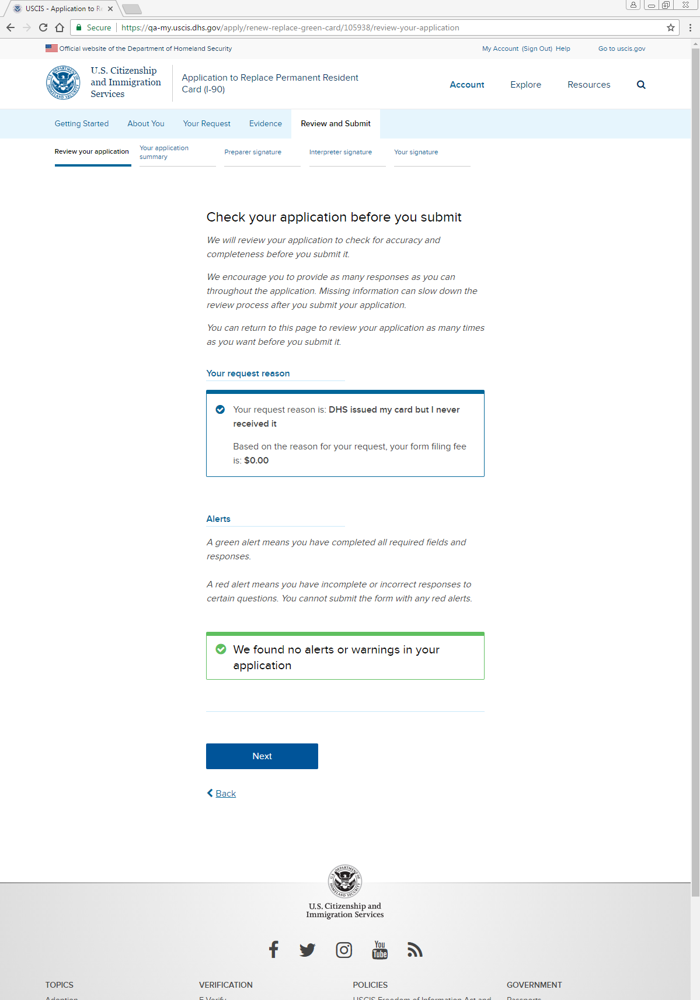 USCIS - Application to Re
Secure https://qa-my.uscis.dhs.gov/apply/renew-replace-green-card/105938/review-your-application
Official website of the Department of Homeland Security
My Account (Sign Out) Help Go to uscis.gov
U.S. Citizenship
and Immigration
Services
Application to Replace Permanent Resident
Card (I-90)
Account Explore Resources
Getting Started About You Your Request Evidence Review and Submit
Review your application
Your application
summary
Preparer signature
Interpreter signature
Your signature
Check your application before you submit
We will review your application to check for accuracy and
completeness before you submit it.
We encourage you to provide as many responses as you can
throughout the application. Missing information can slow down the
review process after you submit your application.
You can return to this page to review your application as many times
as you want before you submit it.
Your request reason
Your request reason is: DHS issued my card but I never
received it
Based on the reason for your request, your form filing fee
is: $0.00
Alerts
A green alert means you have completed all required fields and
responses.
A red alert means you have incomplete or incorrect responses to
certain questions. You cannot submit the form with any red alerts.
We found no alerts or warnings in your
application
Next
Back
U.S. DEPARTMENT OF HOMELAND SECURITY
U.S. Citizenship and
Immigration Services
You
Tube
TOPICS VERIFICATION POLICIES GOVERNMENT
Adoption E-Verify USCIS Freedom of Information Act and Passports